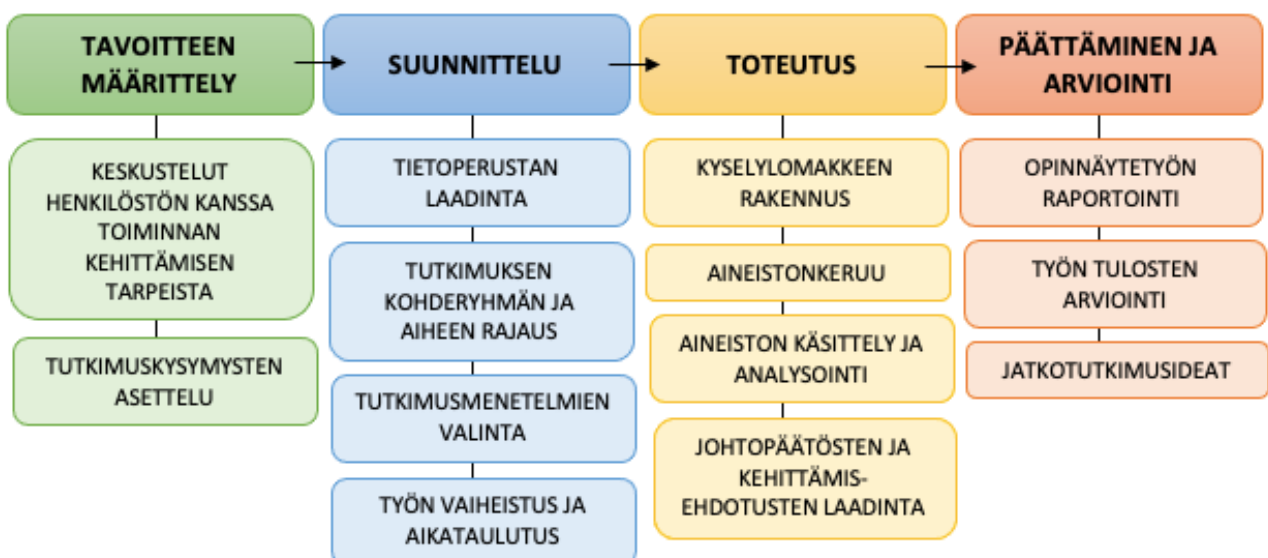 TAVOITTEEN
MÄÄRITTELY
KESKUSTELUT
HENKILÖSTÖN KANSSA
TOIMINNAN
KEHITTÄMISEN
TARPEISTA
TUTKIMUSKYSYMYSTEN
ASETTELU
SUUNNITTELU
TIETOPERUSTAN
LAADINTA
TUTKIMUKSEN
KOHDERYHMÄN JA
AIHEEN RAJAUS
TUTKIMUSMENETELMIEN
VALINTA
TYÖN VAIHEISTUS JA
AIKATAULUTUS
TOTEUTUS
KYSELYLOMAKKEEN
RAKENNUS
AINEISTONKERUU
AINEISTON KÄSITTELY JA
ANALYSOINTI
JOHTOPÄÄTÖSTEN JA
KEHITTÄMIS-
EHDOTUSTEN LAADINTA
PÄÄTTÄMINEN JA
ARVIOINTI
OPINNÄYTETYÖN
RAPORTOINTI
TYÖN TULOSTEN
ARVIOINTI
JATKOTUTKIMUSIDEAT